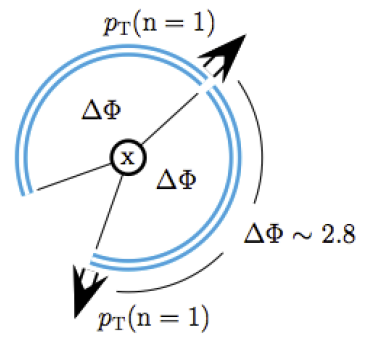 p_T(n = 1)
ΔΦ
x
ΔΦ
ΔΦ ∼ 2.8
p_T(n = 1)